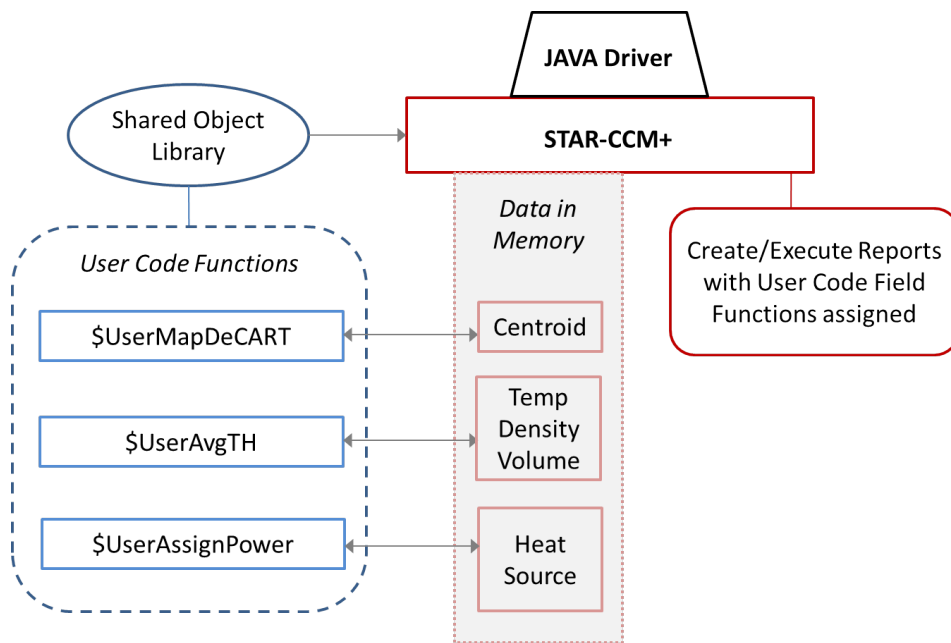 JAVA Driver
Shared Object
Library
STAR-CCM+
Data in
Memory
Create/Execute Reports
with User Code Field
Functions assigned
User Code Functions
$UserMapDeCART
Centroid
$UserAvgTH
Temp
Density
Volume
$UserAssignPower
Heat
Source